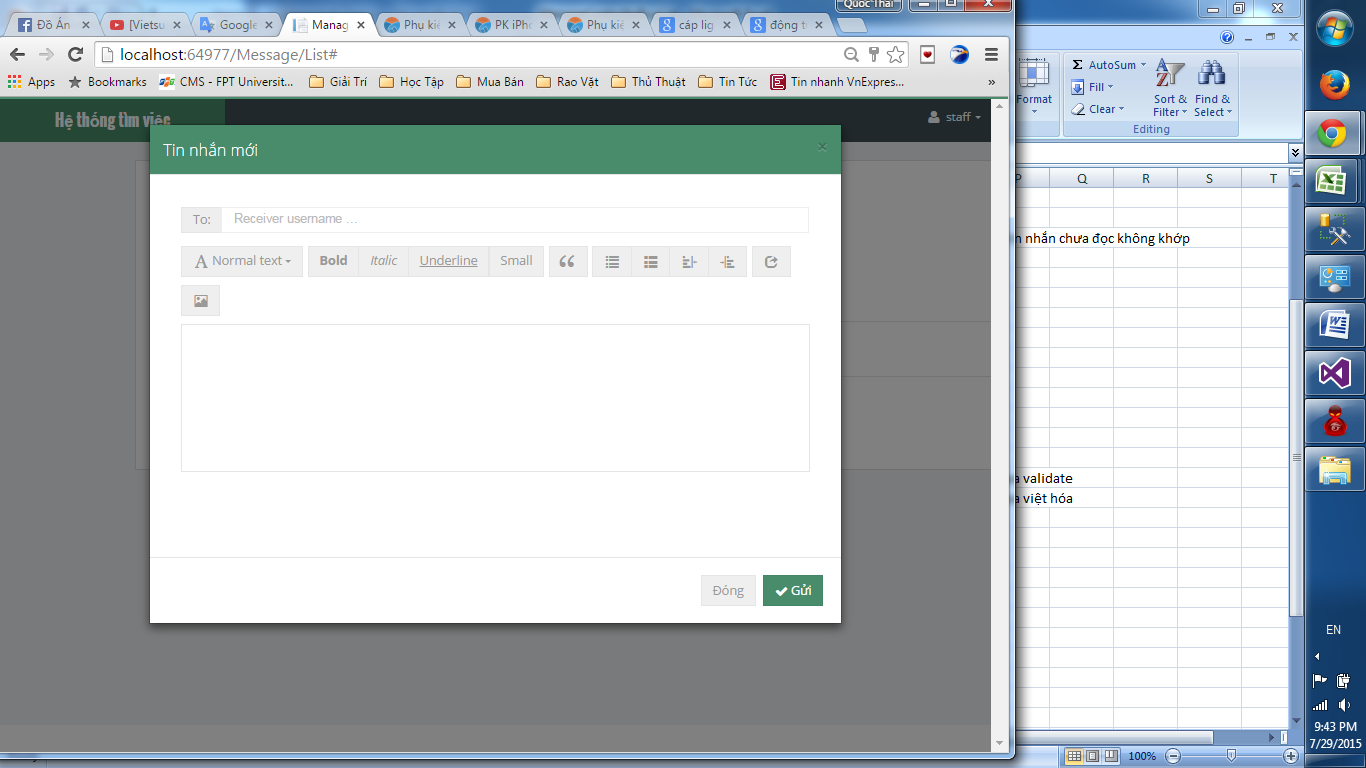 Quốc Thái
Đồ Án
[Vietsu
Google
Manag
Phụ kiệ
PK iPho
Phụ kiệ
cáp lig
động t
localhost:64977/Message/List#
Apps
Bookmarks
CMS - FPT Universit...
Giải Trí
Học Tập
Mua Bán
Rao Vặt
Thủ Thuật
Tin Tức
Tin nhanh VnExpres...
»
Hệ thống tìm việc
staff
Tin nhắn mới
×
To:
Receiver username ...
A Normal text
Bold
Italic
Underline
Small
Đóng
Gửi
Format
Σ AutoSum
Fill
Clear
Sort & Filter
Find & Select
Editing
P Q R S T
n nhắn chưa đọc không khớp
a validate
a việt hóa
100%
EN
9:43 PM
7/29/2015